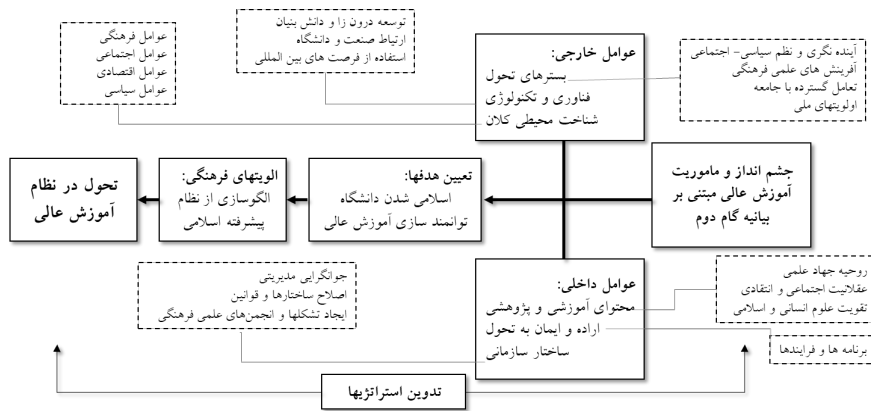 توسعه درون زا و دانش بنیان
ارتباط صنعت و دانشگاه
استفاده از فرصت های بین المللی
عوامل فرهنگی
عوامل اجتماعی
عوامل اقتصادی
عوامل سیاسی
عوامل خارجی:
بسترهای تحول
فناوری و تکنولوژی
شناخت محیطی کلان
آینده نگری و نظم سیاسی- اجتماعی
آفرینش های علمی فرهنگی
تعامل گسترده با جامعه
اولویتهای ملی
چشم انداز و ماموریت
آموزش عالی مبتنی بر
بیانیه گام دوم
تعیین هدفها:
اسلامی شدن دانشگاه
توانمند سازی آموزش عالی
الویتهای فرهنگی:
الگوسازی از نظام
پیشرفته اسلامی
تحول در نظام
آموزش عالی
عوامل داخلی:
محتوای آموزشی و پژوهشی
اراده و ایمان به تحول
ساختار سازمانی
جوانگرایی مدیریتی
اصلاح ساختارها و قوانین
ایجاد تشکلها و انجمن‌های علمی فرهنگی
روحیه جهاد علمی
عقلانیت اجتماعی و انتقادی
تقویت علوم انسانی و اسلامی
برنامه ها و فرایندها
تدوین استراتژیها